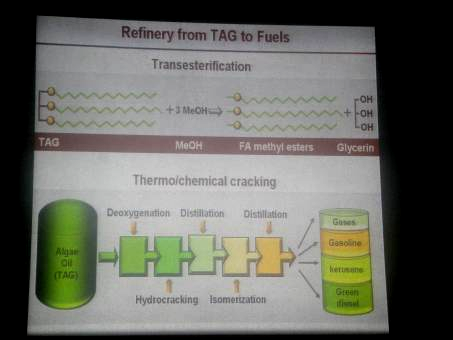 Refinery from TAG to Fuels
Transesterification
+ 3 MeOH ⇒ + OH
OH
OH
TAG MeOH FA methyl esters Glycerin
Thermo/chemical cracking
Deoxygenation Distillation Distillation
Algae
Oil
(TAG)
Gases
Gasoline
kerosene
Green
diesel
Hydrocracking Isomerization